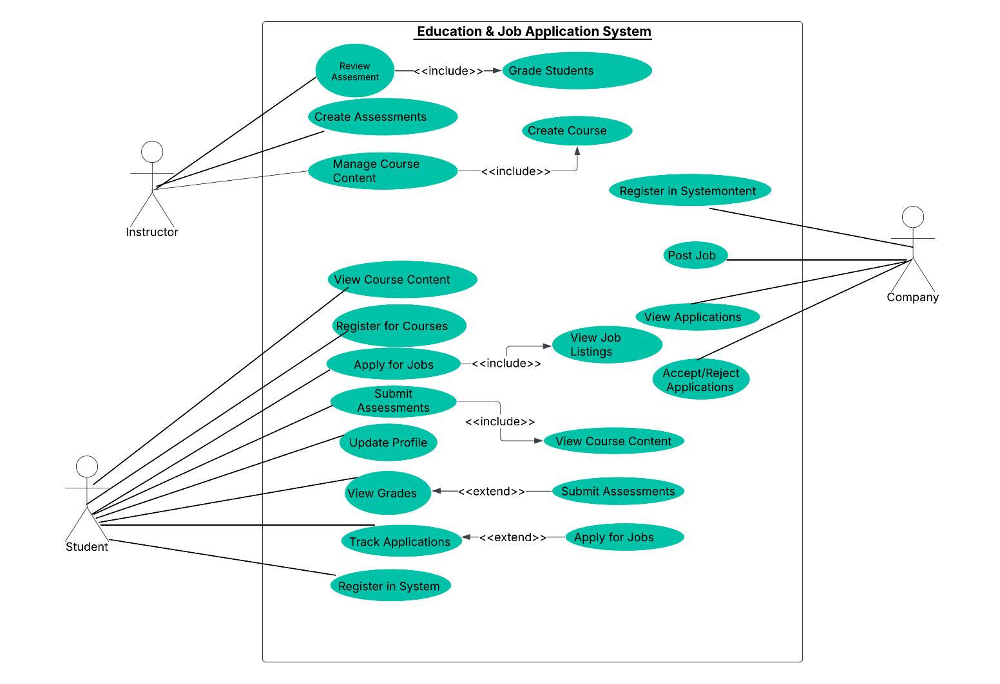 Education & Job Application System
Review
Assesment
<<include>>
Grade Students
Create Assessments
Create Course
Manage Course
Content
<<include>>
Register in Systemontent
Instructor
Post Job
Company
View Course Content
View Applications
Register for Courses
View Job
Listings
Apply for Jobs
<<include>>
Accept/Reject
Applications
Submit
Assessments
<<include>>
View Course Content
Update Profile
View Grades
<<extend>>
Submit Assessments
Track Applications
<<extend>>
Apply for Jobs
Student
Register in System